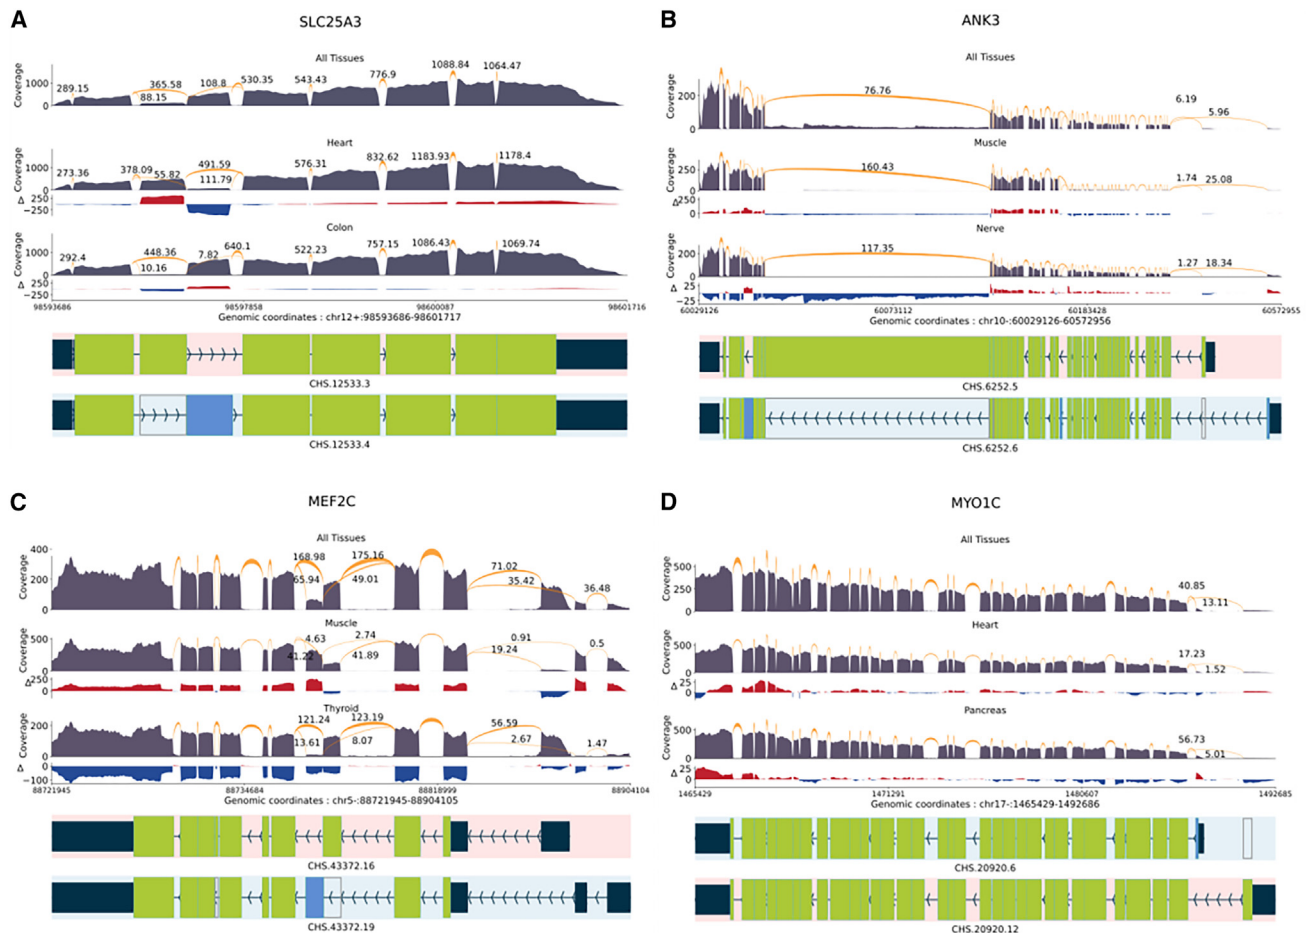 A
SLC25A3
All Tissues
Coverage
1000
0
289.15
365.58
88.15
108.8
530.35
543.43
776.9
1088.84
1064.47
Heart
Coverage
1000
0
273.36
378.09
55.82
491.59
111.79
576.31
832.62
1183.93
1178.4
Δ
250
−250
Colon
Coverage
1000
0
292.4
448.36
10.16
7.82
640.1
522.23
757.15
1086.43
1069.74
Δ
250
−250
98593686
98597858
98600087
98601716
Genomic coordinates : chr12+:98593686-98601717
CHS.12533.3
CHS.12533.4
B
ANK3
All Tissues
Coverage
200
0
76.76
6.19
5.96
Muscle
Coverage
250
0
160.43
1.74
25.08
Δ
250
0
Nerve
Coverage
200
0
117.35
1.27
18.34
Δ
25
−25
60029126
60073112
60183428
60572955
Genomic coordinates : chr10-:60029126-60572956
CHS.6252.5
CHS.6252.6
C
MEF2C
All Tissues
Coverage
400
200
0
168.98
65.94
175.16
49.01
71.02
35.42
36.48
Muscle
Coverage
500
0
4.63
41.22
2.74
41.89
0.91
19.24
0.5
Δ
250
0
Thyroid
Coverage
200
0
121.24
13.61
123.19
8.07
56.59
2.67
1.47
Δ
0
−100
88721945
88734684
88818999
88904104
Genomic coordinates : chr5-:88721945-88904105
CHS.43372.16
CHS.43372.19
D
MYO1C
All Tissues
Coverage
500
250
0
40.85
13.11
Heart
Coverage
500
0
17.23
1.52
Δ
25
0
Pancreas
Coverage
500
0
56.73
5.01
Δ
25
0
1465429
1471291
1480607
1492685
Genomic coordinates : chr17-:1465429-1492686
CHS.20920.6
CHS.20920.12